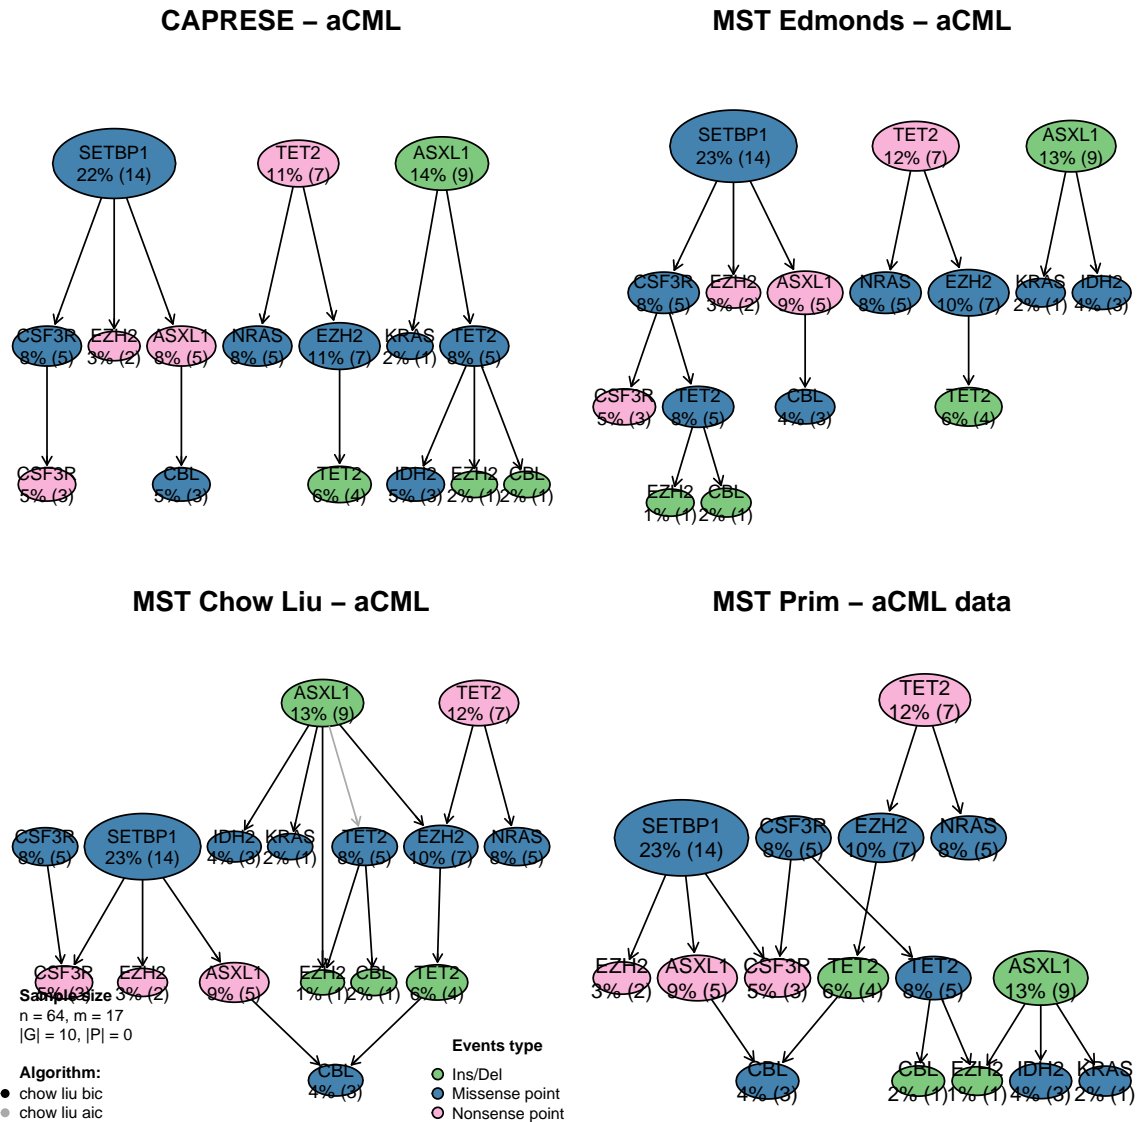 CAPRESE – aCML
SETBP1
22% (14)
TET2
11% (7)
ASXL1
14% (9)
CSF3R
8% (5)
EZH2
3% (2)
ASXL1
8% (5)
NRAS
8% (5)
EZH2
11% (7)
KRAS
2% (1)
TET2
8% (5)
CSF3R
5% (3)
CBL
5% (3)
TET2
6% (4)
IDH2
5% (3)
EZH2
2% (1)
CBL
2% (1)
MST Edmonds – aCML
SETBP1
23% (14)
TET2
12% (7)
ASXL1
13% (9)
CSF3R
8% (5)
EZH2
3% (2)
ASXL1
9% (5)
NRAS
8% (5)
EZH2
10% (7)
KRAS
2% (1)
IDH2
4% (3)
CSF3R
5% (3)
TET2
8% (5)
CBL
4% (3)
TET2
6% (4)
EZH2
1% (1)
CBL
2% (1)
MST Chow Liu – aCML
ASXL1
13% (9)
TET2
12% (7)
CSF3R
8% (5)
SETBP1
23% (14)
IDH2
4% (3)
KRAS
2% (1)
TET2
8% (5)
EZH2
10% (7)
NRAS
8% (5)
CSF3R
5% (3)
EZH2
3% (2)
ASXL1
9% (5)
EZH2
1% (1)
CBL
2% (1)
TET2
6% (4)
CBL
4% (3)
Sample size
n = 64, m = 17
|G| = 10, |P| = 0
Algorithm:
chow liu bic
chow liu aic
Events type
Ins/Del
Missense point
Nonsense point
MST Prim – aCML data
TET2
12% (7)
SETBP1
23% (14)
CSF3R
8% (5)
EZH2
10% (7)
NRAS
8% (5)
EZH2
3% (2)
ASXL1
9% (5)
CSF3R
5% (3)
TET2
6% (4)
TET2
8% (5)
ASXL1
13% (9)
CBL
4% (3)
CBL
2% (1)
EZH2
1% (1)
IDH2
4% (3)
KRAS
2% (1)